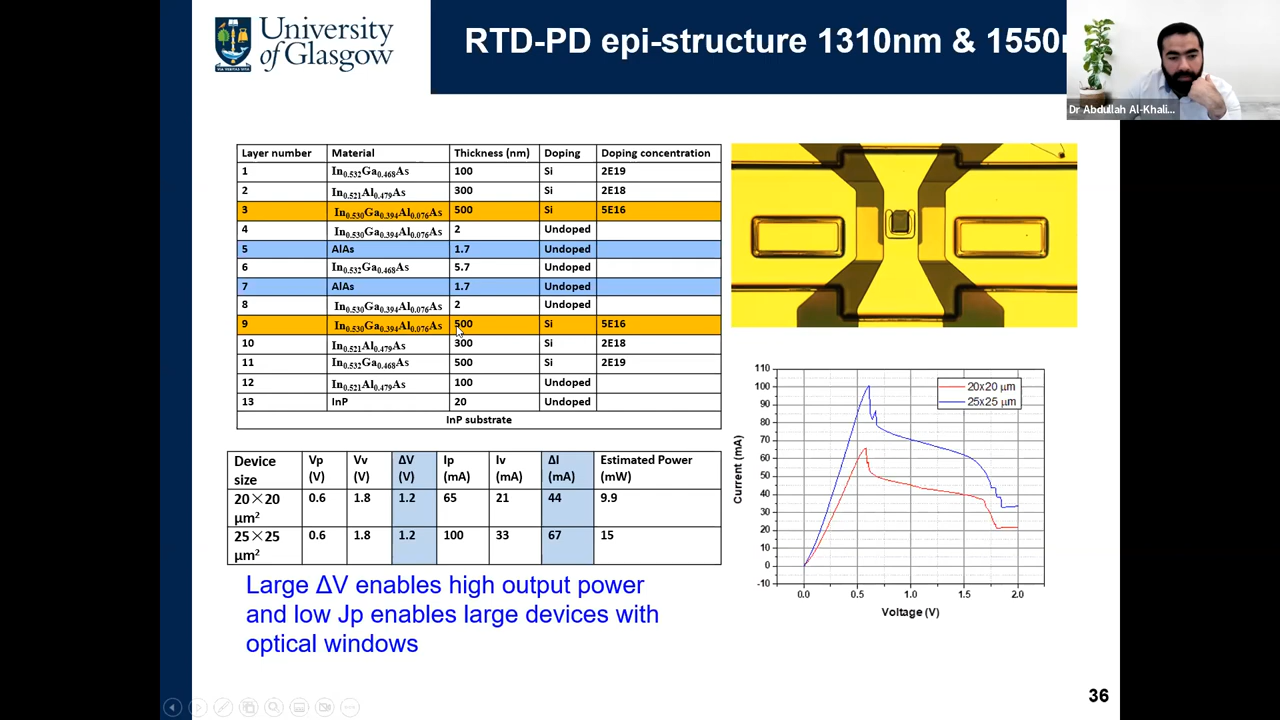 University
of Glasgow
RTD-PD epi-structure 1310nm & 1550
Dr Abdullah Al-Khali...
Layer number Material Thickness (nm) Doping Doping concentration
1 In0.532Ga0.468As 100 Si 2E19
2 In0.521Al0.479As 300 Si 2E18
3 In0.530Ga0.394Al0.076As 500 Si 5E16
4 In0.530Ga0.394Al0.076As 2 Undoped
5 AlAs 1.7 Undoped
6 In0.532Ga0.468As 5.7 Undoped
7 AlAs 1.7 Undoped
8 In0.530Ga0.394Al0.076As 2 Undoped
9 In0.530Ga0.394Al0.076As 500 Si 5E16
10 In0.521Al0.479As 300 Si 2E18
11 In0.532Ga0.468As 500 Si 2E19
12 In0.521Al0.479As 100 Undoped
13 InP 20 Undoped
InP substrate
Device Vp Vv ΔV Ip Iv ΔI Estimated Power
size (V) (V) (V) (mA) (mA) (mA) (mW)
20×20 0.6 1.8 1.2 65 21 44 9.9
μm2
25×25 0.6 1.8 1.2 100 33 67 15
μm2
Large ΔV enables high output power
and low Jp enables large devices with
optical windows
110
100
90
80
70
60
50
40
30
20
10
0
-10
Current (mA)
20x20 μm
25x25 μm
0.0 0.5 1.0 1.5 2.0
Voltage (V)
36